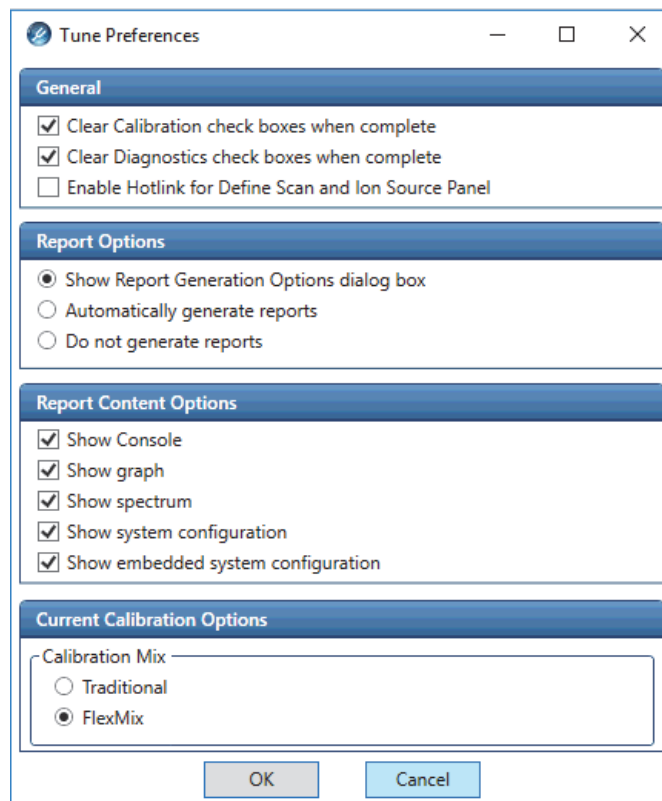 Tune Preferences
General
Clear Calibration check boxes when complete
Clear Diagnostics check boxes when complete
Enable Hotlink for Define Scan and Ion Source Panel
Report Options
Show Report Generation Options dialog box
Automatically generate reports
Do not generate reports
Report Content Options
Show Console
Show graph
Show spectrum
Show system configuration
Show embedded system configuration
Current Calibration Options
Calibration Mix
Traditional
FlexMix
OK Cancel